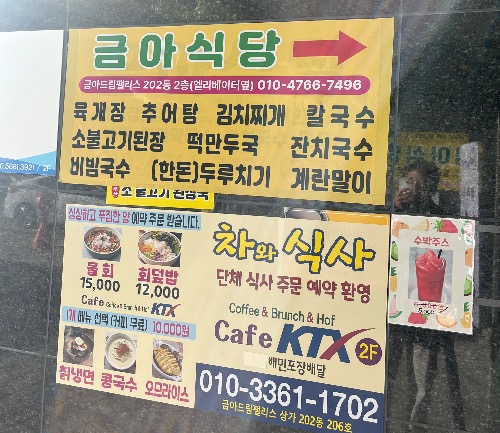 금아식당
금아드림팰리스 202동 2층(엘리베이터옆) 010-4766-7496
육개장 추어탕 김치찌개 칼국수
소불고기된장 떡만두국 잔치국수
비빔국수 (한돈)두루치기 계란말이
싱싱하고 푸짐한 양 예약 주문 받습니다.
물회 회덮밥
15,000 12,000
Cafe Coffee & Brunch & Hof KTX
1개 메뉴 선택 (커피 무료) 10,000원
칡냉면 콩국수 오므라이스
차와 식사
단체 식사 주문 예약 환영
Coffee & Brunch & Hof
Cafe KTX 2F
배민포장배달
010-3361-1702
금아드림팰리스 상가 202동 206호
수박주스